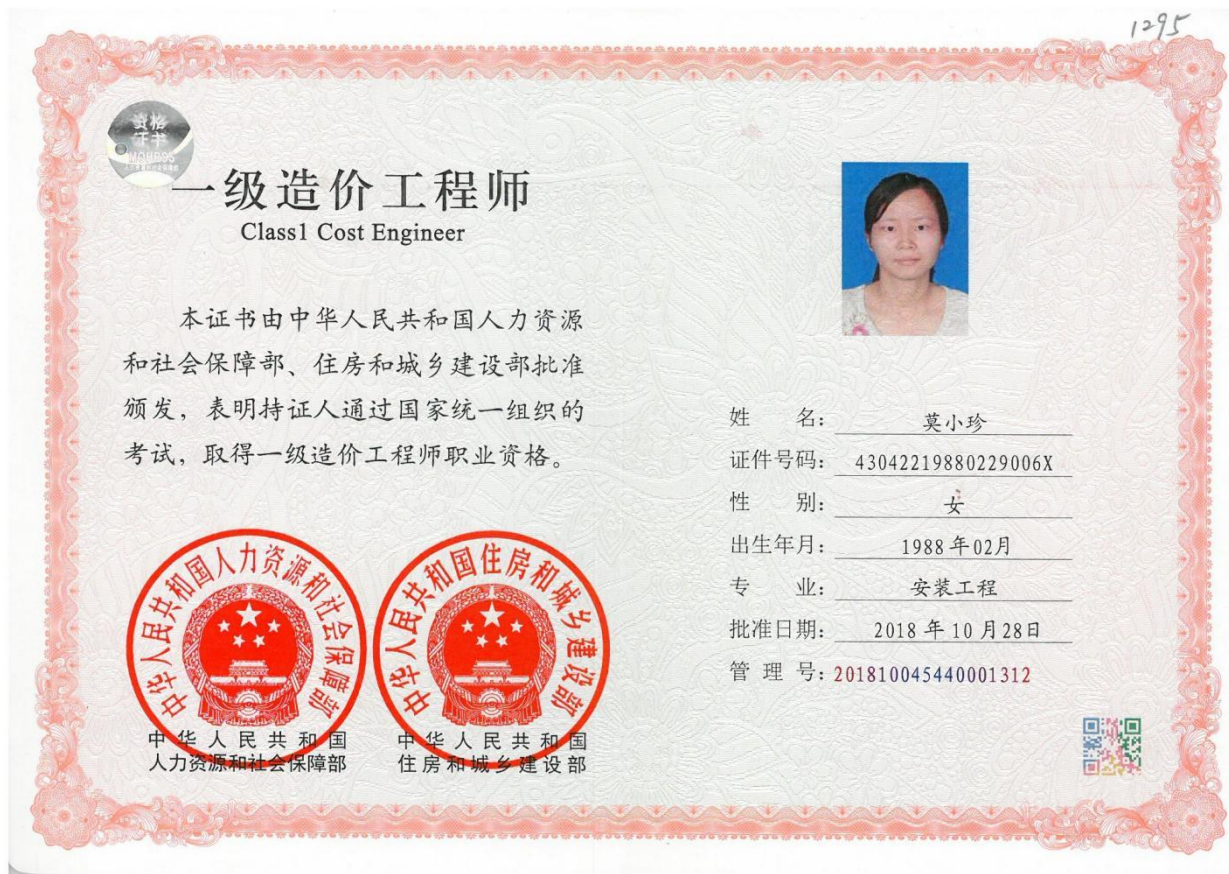 1295
资格
证书
MOHRSS
一级造价工程师
Class1 Cost Engineer
本证书由中华人民共和国人力资源
和社会保障部、住房和城乡建设部批准
颁发，表明持证人通过国家统一组织的
考试，取得一级造价工程师职业资格。
中华人民共和国人力资源和社会保障部
中华人民共和国住房和城乡建设部
中华人民共和国
人力资源和社会保障部
中华人民共和国
住房和城乡建设部
姓 名： 莫小珍
证件号码： 43042219880229006X
性 别： 女
出生年月： 1988年02月
专 业： 安装工程
批准日期： 2018年10月28日
管 理 号：201810045440001312